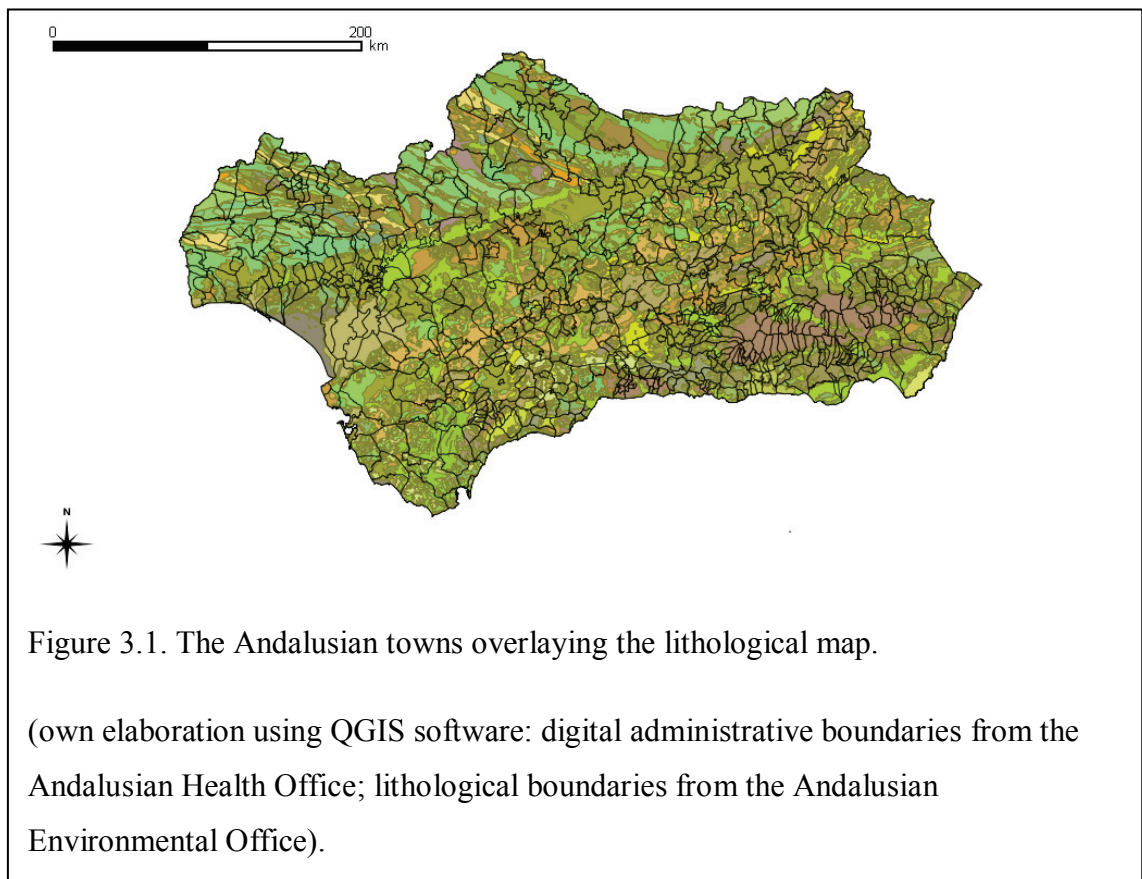 0 200
km
N
Figure 3.1. The Andalusian towns overlaying the lithological map.
(own elaboration using QGIS software: digital administrative boundaries from the
Andalusian Health Office; lithological boundaries from the Andalusian
Environmental Office).